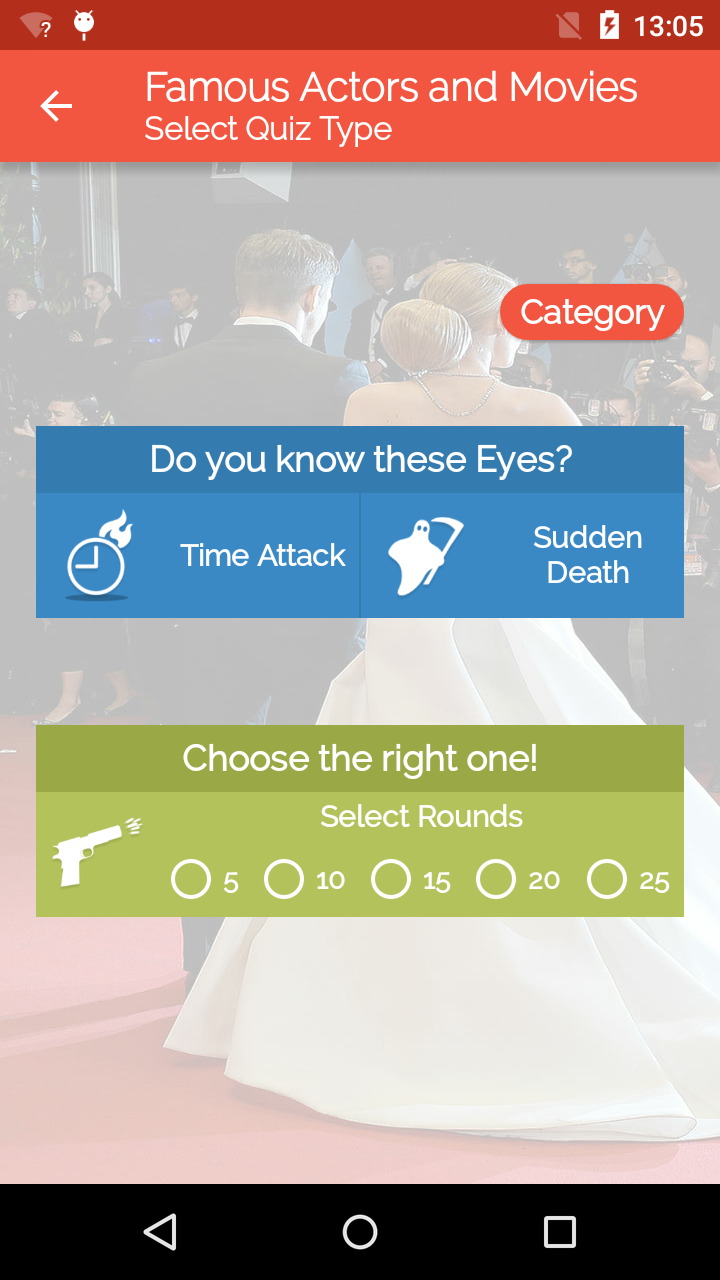 13:05
Famous Actors and Movies
Select Quiz Type
Category
Do you know these Eyes?
Time Attack
Sudden
Death
Choose the right one!
Select Rounds
5 10 15 20 25